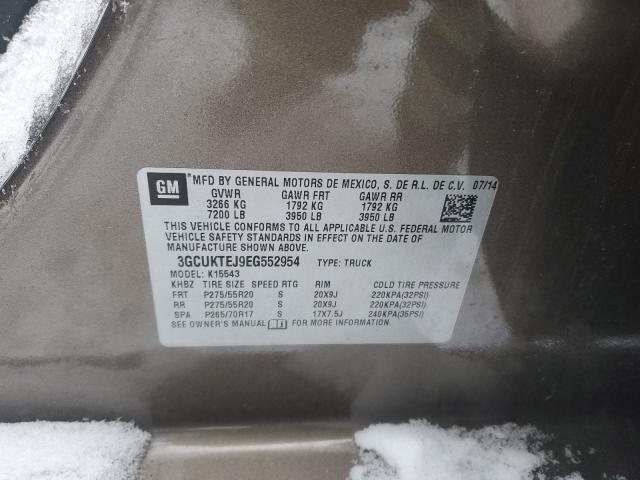 GM
MFD BY GENERAL MOTORS DE MEXICO, S. DE R.L. DE C.V. 07/14
GVWR GAWR FRT GAWR RR
3266 KG 1792 KG 1792 KG
7200 LB 3950 LB 3950 LB
THIS VEHICLE CONFORMS TO ALL APPLICABLE U.S. FEDERAL MOTOR
VEHICLE SAFETY STANDARDS IN EFFECT ON THE DATE OF
MANUFACTURE SHOWN ABOVE.
3GCUKTEJ9EG552954 TYPE: TRUCK
MODEL: K15543
KHBZ TIRE SIZE SPEED RTG RIM COLD TIRE PRESSURE
FRT P275/55R20 S 20X9J 220KPA(32PSI)
RR P275/55R20 S 20X9J 220KPA(32PSI)
SPA P265/70R17 S 17X7.5J 240KPA(35PSI)
SEE OWNER'S MANUAL FOR MORE INFORMATION.